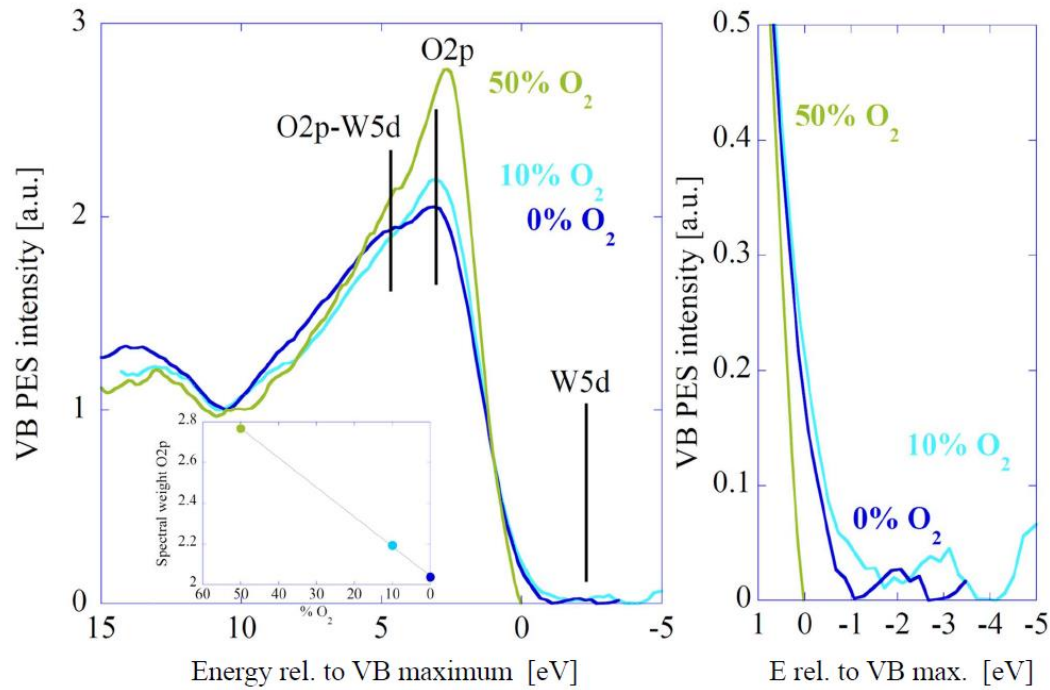 3
2
1
0
VB PES intensity [a.u.]
O2p
50% O₂
O2p-W5d
10% O₂
0% O₂
W5d
2.8
2.6
2.4
2.2
2
Spectral weight O2p
60 50 40 30 20 10 0
% O₂
15 10 5 0 -5
Energy rel. to VB maximum [eV]
0.5
0.4
0.3
0.2
0.1
0
VB PES intensity [a.u.]
50% O₂
10% O₂
0% O₂
1 0 -1 -2 -3 -4 -5
E rel. to VB max. [eV]